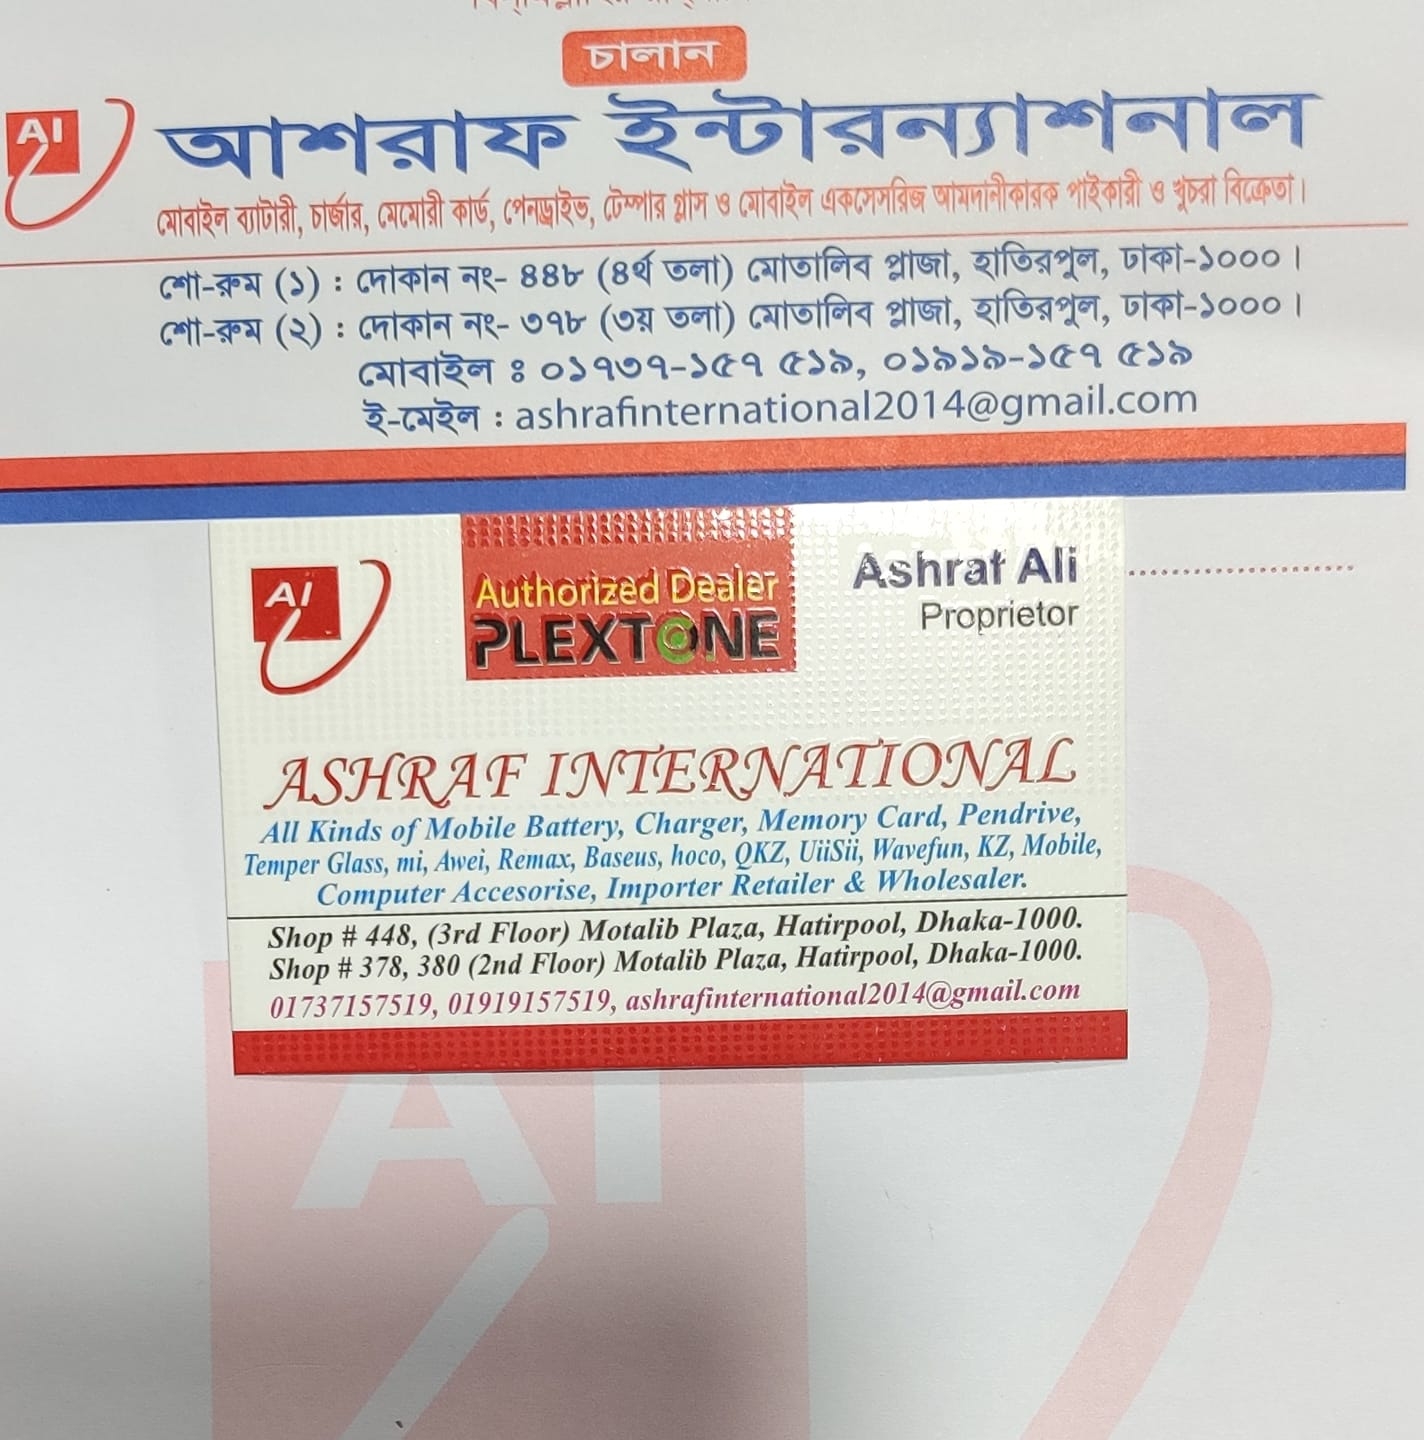 চালান
AI
আশরাফ ইন্টারন্যাশনাল
মোবাইল ব্যাটারী, চার্জার, মেমোরী কার্ড, পেনড্রাইভ, টেম্পার গ্লাস ও মোবাইল একসেসরিজ আমদানীকারক পাইকারী ও খুচরা বিক্রেতা।
শো-রুম (১) : দোকান নং- ৪৪৮ (৪র্থ তলা) মোতালিব প্লাজা, হাতিরপুল, ঢাকা-১০০০।
শো-রুম (২) : দোকান নং- ৩৭৮ (৩য় তলা) মোতালিব প্লাজা, হাতিরপুল, ঢাকা-১০০০।
মোবাইল ঃ ০১৭৩৭-১৫৭ ৫১৯, ০১৯১৯-১৫৭ ৫১৯
ই-মেইল : ashrafinternational2014@gmail.com
AI
Authorized Dealer
PLEXTONE
Ashraf Ali
Proprietor
ASHRAF INTERNATIONAL
All Kinds of Mobile Battery, Charger, Memory Card, Pendrive,
Temper Glass, mi, Awei, Remax, Baseus, hoco, QKZ, UiiSii, Wavefun, KZ, Mobile,
Computer Accesorise, Importer Retailer & Wholesaler.
Shop # 448, (3rd Floor) Motalib Plaza, Hatirpool, Dhaka-1000.
Shop # 378, 380 (2nd Floor) Motalib Plaza, Hatirpool, Dhaka-1000.
01737157519, 01919157519, ashrafinternational2014@gmail.com
AI